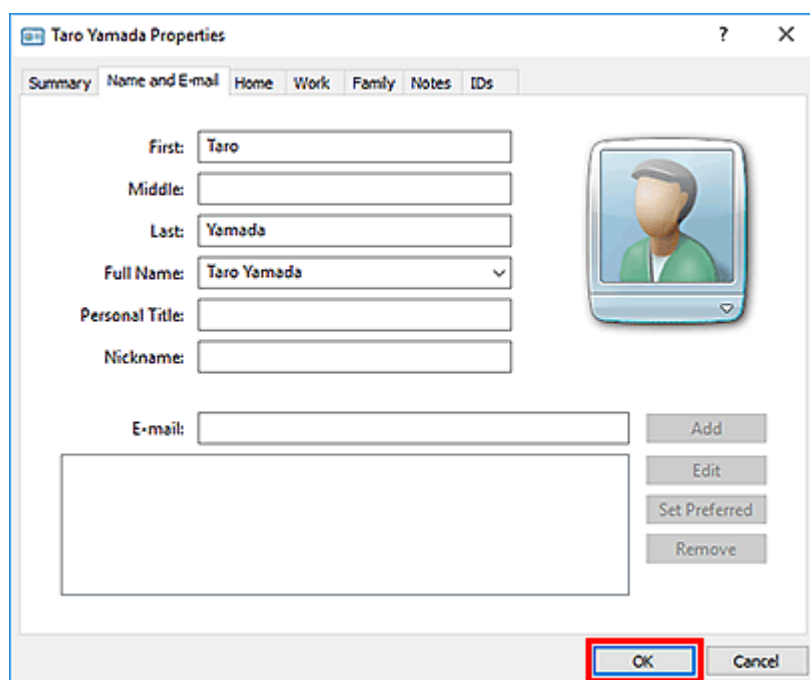 Taro Yamada Properties ?
Summary Name and E-mail Home Work Family Notes IDs
First: Taro
Middle:
Last: Yamada
Full Name: Taro Yamada
Personal Title:
Nickname:
E-mail: Add
Edit
Set Preferred
Remove
OK Cancel